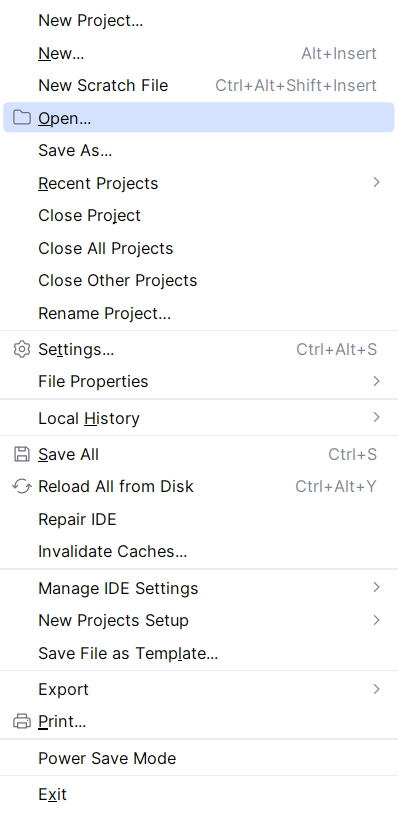 New Project...
New... Alt+Insert
New Scratch File Ctrl+Alt+Shift+Insert
Open...
Save As...
Recent Projects
Close Project
Close All Projects
Close Other Projects
Rename Project...
Settings... Ctrl+Alt+S
File Properties
Local History
Save All Ctrl+S
Reload All from Disk Ctrl+Alt+Y
Repair IDE
Invalidate Caches...
Manage IDE Settings
New Projects Setup
Save File as Template...
Export
Print...
Power Save Mode
Exit